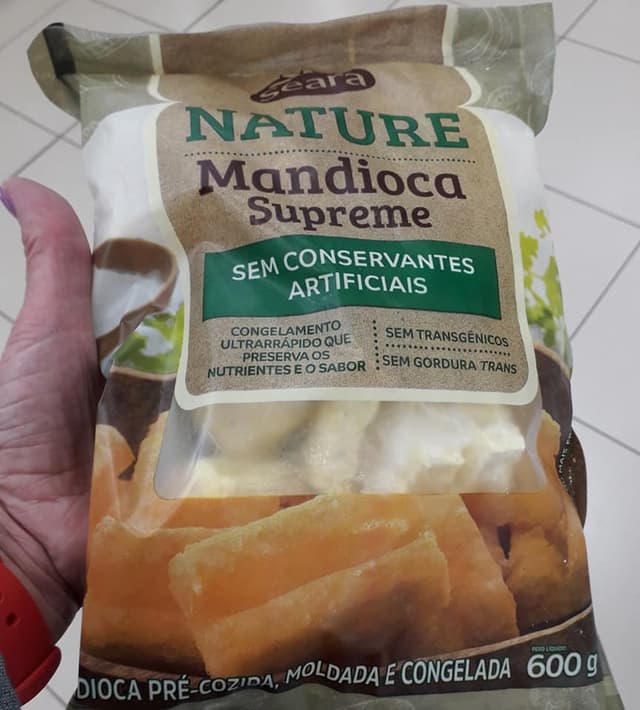 seara
NATURE
Mandioca
Supreme
SEM CONSERVANTES
ARTIFICIAIS
CONGELAMENTO
ULTRARRÁPIDO QUE
PRESERVA OS
NUTRIENTES E O SABOR
SEM TRANSGÊNICOS
SEM GORDURA TRANS
DIOCA PRÉ-COZIDA, MOLDADA E CONGELADA
PESO LÍQUIDO
600 g